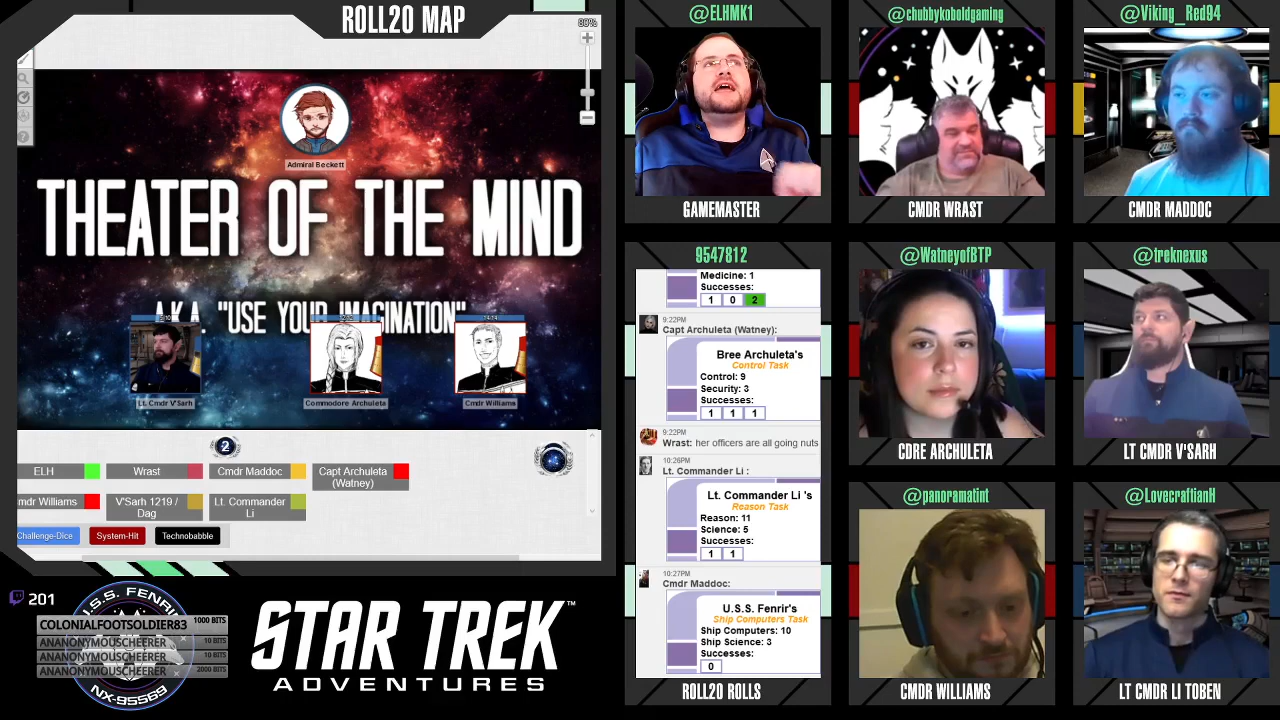 ROLL20 MAP
80%
Admiral Beckett
THEATER OF THE MIND
A.K.A. "USE YOUR IMAGINATION"
Lt. Cmdr V'Sarh
Commodore Archuleta
14/14
Cmdr Williams
2
ELH
Wrast
Cmdr Maddoc
Capt Archuleta
(Watney)
mdr Williams
V'Sarh 1219 /
Dag
Lt. Commander
Li
Challenge-Dice
System-Hit
Technobabble
201
U.S.S. FENRIR
COLONIALFOOTSOLDIER83 1000 BITS
ANANONYMOUSCHEERER 10 BITS
ANANONYMOUSCHEERER 10 BITS
ANANONYMOUSCHEERER 2000 BITS
NX-95569
STAR TREK™
ADVENTURES
@ELHMK1
GAMEMASTER
@chubbykoboldgaming
CMDR WRAST
@Viking_Red94
CMDR MADDOC
9547812
Medicine: 1
Successes:
1 0 2
9:22PM
Capt Archuleta (Watney):
Bree Archuleta's
Control Task
Control: 9
Security: 3
Successes:
1 1 1
9:22PM
Wrast: her officers are all going nuts
10:26PM
Lt. Commander Li :
Lt. Commander Li 's
Reason Task
Reason: 11
Science: 5
Successes:
1 1
10:27PM
Cmdr Maddoc:
U.S.S. Fenrir's
Ship Computers Task
Ship Computers: 10
Ship Science: 3
Successes:
0
ROLL20 ROLLS
@WatneyofBTP
CDRE ARCHULETA
@treknexus
LT CMDR V'SARH
@panoramatint
CMDR WILLIAMS
@LovecraftianH
LT CMDR LI TOBEN